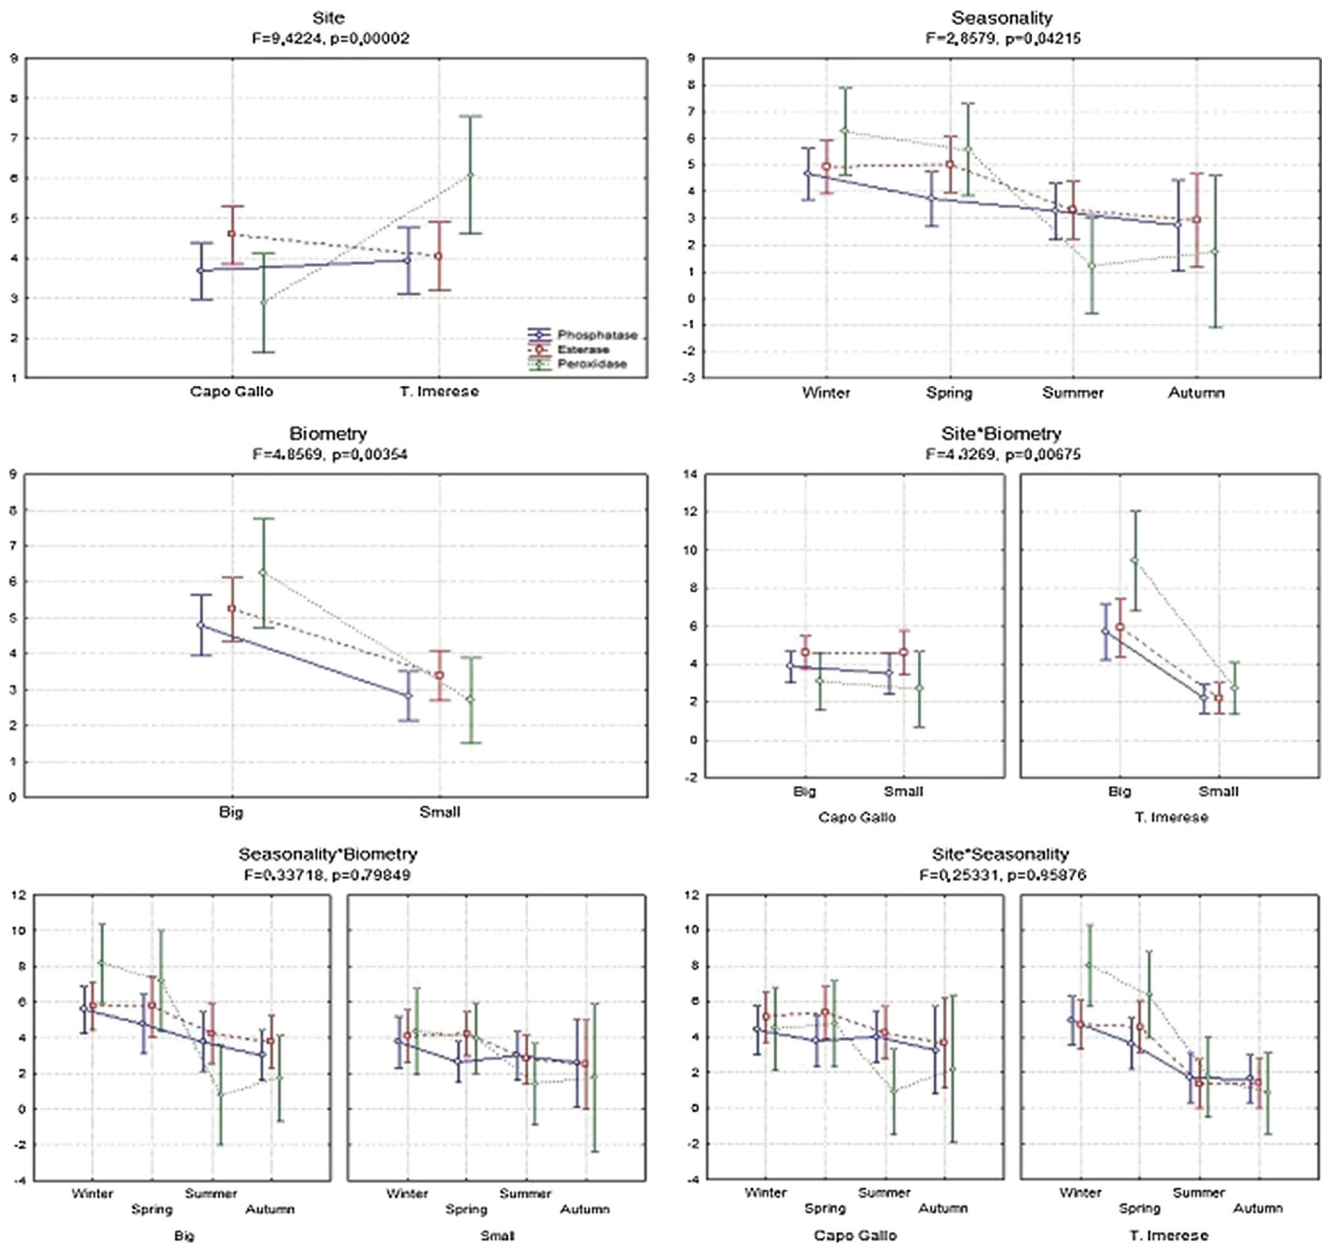 Site
F=9,4224, p=0,00002
9
8
7
6
5
4
3
2
1
Capo Gallo T. Imerese
Phosphatase
Esterase
Peroxidase
Seasonality
F=2,8579, p=0,04215
9
8
7
6
5
4
3
2
1
0
-1
-2
-3
Winter Spring Summer Autumn
Biometry
F=4,8569, p=0,00354
9
8
7
6
5
4
3
2
1
0
Big Small
Site*Biometry
F=4,3269, p=0,00675
14
12
10
8
6
4
2
0
-2
Big Small Big Small
Capo Gallo T. Imerese
Seasonality*Biometry
F=0,33718, p=0,79849
12
10
8
6
4
2
0
-2
-4
Winter Summer Winter Summer
Spring Autumn Spring Autumn
Big Small
Site*Seasonality
F=0,25331, p=0,95876
12
10
8
6
4
2
0
-2
-4
Winter Summer Winter Summer
Spring Autumn Spring Autumn
Capo Gallo T. Imerese